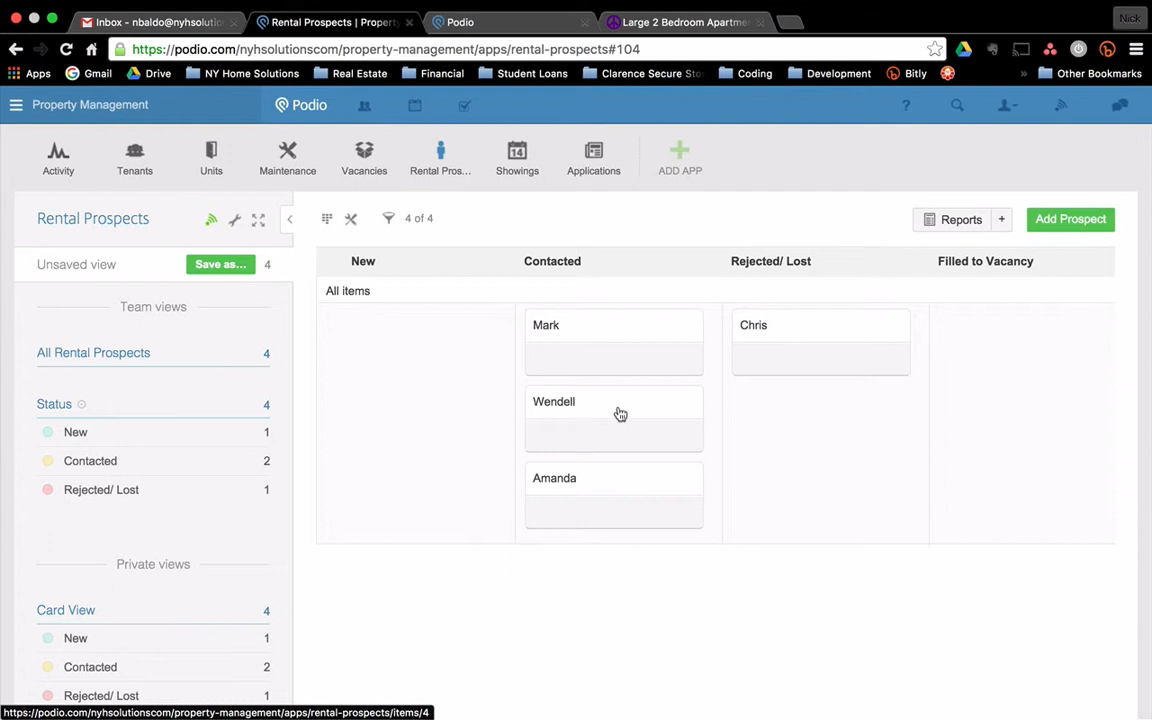 Inbox - nbaldo@nyhsolutio
Rental Prospects | Propert
Podio
Large 2 Bedroom Apartme
Nick
https://podio.com/nyhsolutionscom/property-management/apps/rental-prospects#104
Apps
Gmail
Drive
NY Home Solutions
Real Estate
Financial
Student Loans
Clarence Secure Sto
Coding
Development
Bitly
»
Other Bookmarks
Property Management
Podio
?
Activity
Tenants
Units
Maintenance
Vacancies
Rental Pros...
14
Showings
Applications
ADD APP
Rental Prospects
4 of 4
Reports +
Add Prospect
Unsaved view
Save as...
4
New
Contacted
Rejected/ Lost
Filled to Vacancy
All items
Team views
Mark
Chris
All Rental Prospects 4
Wendell
Status 4
New 1
Contacted 2
Amanda
Rejected/ Lost 1
Private views
Card View 4
New 1
Contacted 2
Rejected/ Lost 1
https://podio.com/nyhsolutionscom/property-management/apps/rental-prospects/items/4